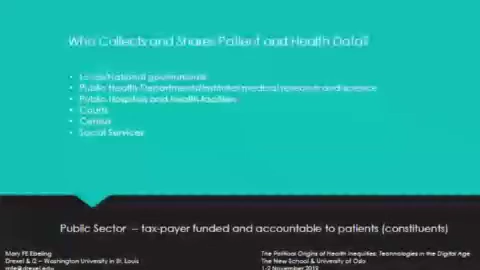 Who Collects and Shares Patient and Health Data?
• Local/National governments
• Public Health Departments/institutes/medical research and science
• Public Hospitals and health facilities
• Courts
• Census
• Social Services
Public Sector – tax-payer funded and accountable to patients (constituents)
Mary FE Ebeling
Drexel & D – Washington University in St. Louis
mfe@drexel.edu
The Political Origins of Health Inequities: Technologies in the Digital Age
The New School & University of Oslo
1-2 November 2019